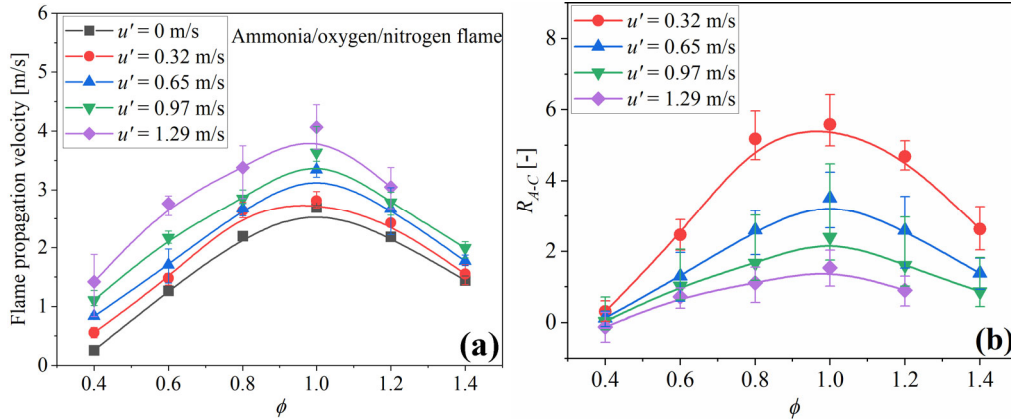 Ammonia/oxygen/nitrogen flame
u' = 0 m/s
u' = 0.32 m/s
u' = 0.65 m/s
u' = 0.97 m/s
u' = 1.29 m/s
Flame propagation velocity [m/s]
6
5
4
3
2
1
0
0.4 0.6 0.8 1.0 1.2 1.4
ϕ
(a)
u' = 0.32 m/s
u' = 0.65 m/s
u' = 0.97 m/s
u' = 1.29 m/s
R_A-C [-]
8
6
4
2
0
0.4 0.6 0.8 1.0 1.2 1.4
ϕ
(b)